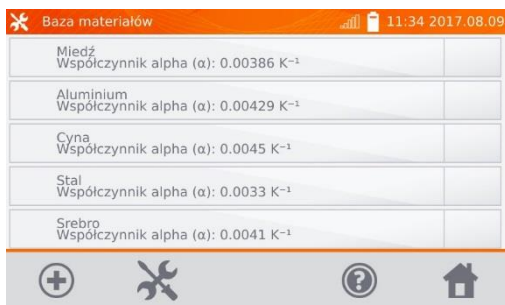 Baza materiałów
11:34 2017.08.09
Miedź
Współczynnik alpha (α): 0.00386 K⁻¹
Aluminium
Współczynnik alpha (α): 0.00429 K⁻¹
Cyna
Współczynnik alpha (α): 0.0045 K⁻¹
Stal
Współczynnik alpha (α): 0.0033 K⁻¹
Srebro
Współczynnik alpha (α): 0.0041 K⁻¹